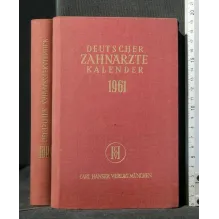 DEUTSCHER
ZAHNÄRZTE
KALENDER
1961
CARL HANSER VERLAG MÜNCHEN